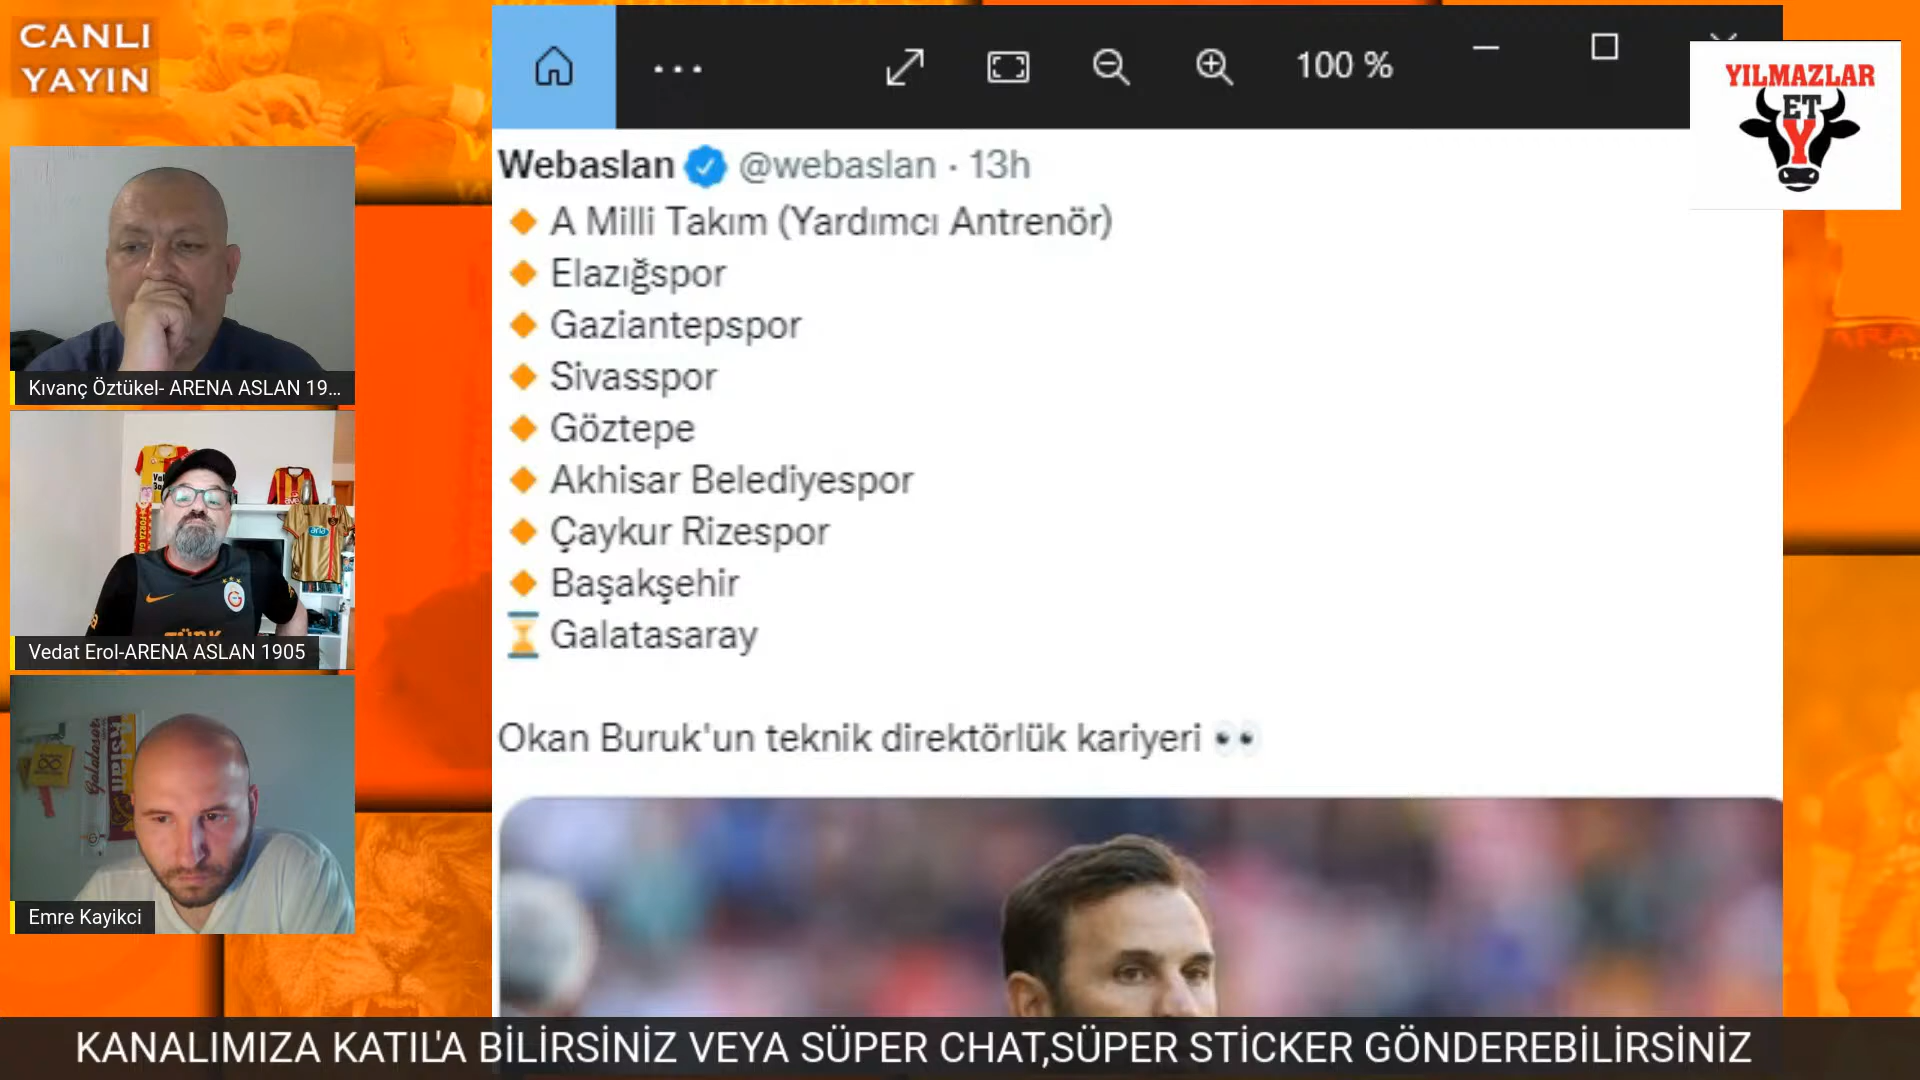 CANLI
YAYIN
100 %
YILMAZLAR
ET
Y
Webaslan @webaslan · 13h
A Milli Takım (Yardımcı Antrenör)
Elazığspor
Gaziantepspor
Sivasspor
Göztepe
Akhisar Belediyespor
Çaykur Rizespor
Başakşehir
Galatasaray
Okan Buruk'un teknik direktörlük kariyeri
Kıvanç Öztükel- ARENA ASLAN 19...
Vedat Erol-ARENA ASLAN 1905
Emre Kayikci
KANALIMIZA KATIL'A BİLİRSİNİZ VEYA SÜPER CHAT,SÜPER STİCKER GÖNDEREBİLİRSİNİZ